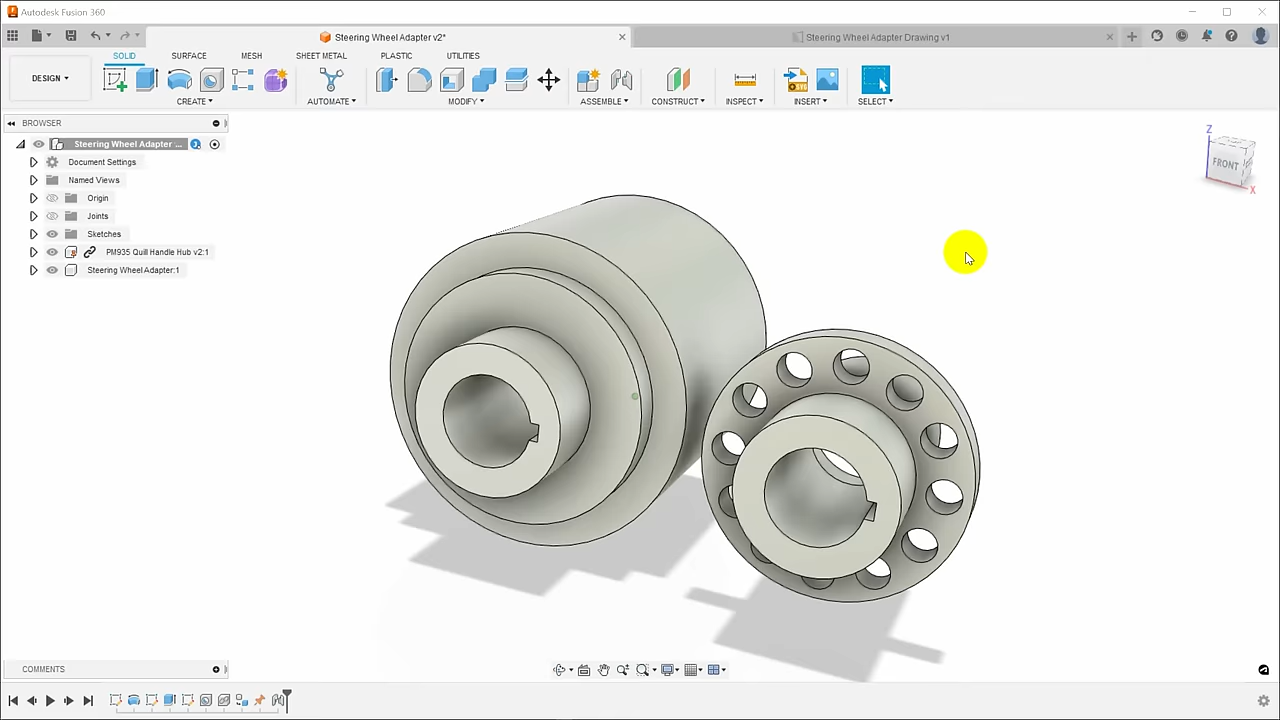 Autodesk Fusion 360
Steering Wheel Adapter v2*
Steering Wheel Adapter Drawing v1
SOLID SURFACE MESH SHEET METAL PLASTIC UTILITIES
DESIGN
CREATE AUTOMATE MODIFY ASSEMBLE CONSTRUCT INSPECT INSERT SELECT
BROWSER
Steering Wheel Adapter ...
Document Settings
Named Views
Origin
Joints
Sketches
PM935 Quill Handle Hub v2:1
Steering Wheel Adapter:1
Z
FRONT
X
COMMENTS